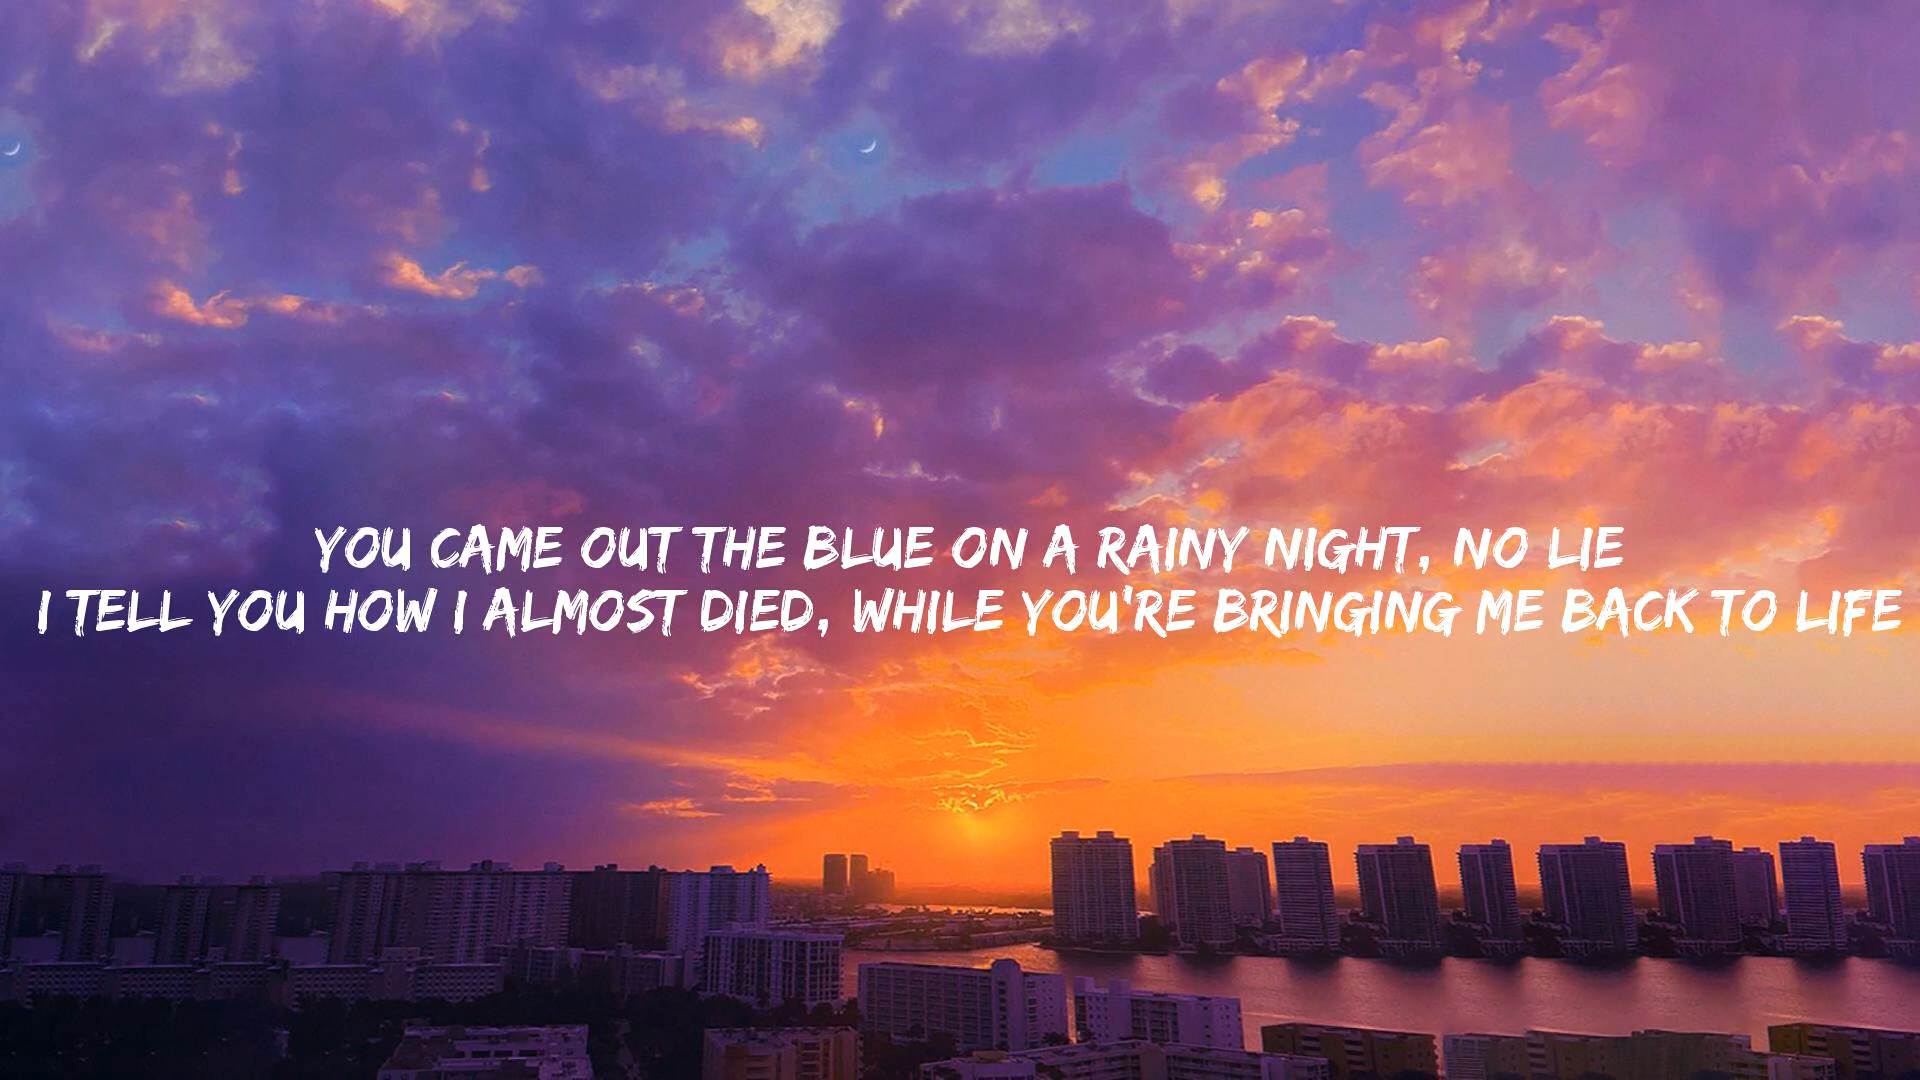 YOU CAME OUT THE BLUE ON A RAINY NIGHT, NO LIE
I TELL YOU HOW I ALMOST DIED, WHILE YOU'RE BRINGING ME BACK TO LIFE